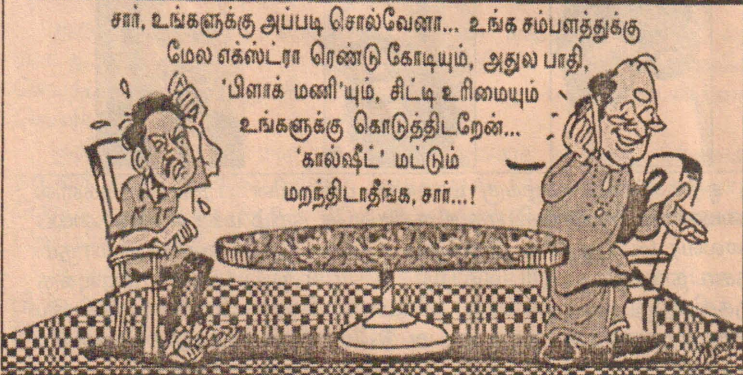 சார், உங்களுக்கு அப்படி சொல்வேனா... உங்க சம்பளத்துக்கு
மேல எக்ஸ்ட்ரா ரெண்டு கோடியும், அதுல பாதி,
'பிளாக் மணி'யும், சிட்டி உரிமையும்
உங்களுக்கு கொடுத்திடறேன்...
'கால்ஷீட்' மட்டும்
மறந்திடாதீங்க, சார்...!